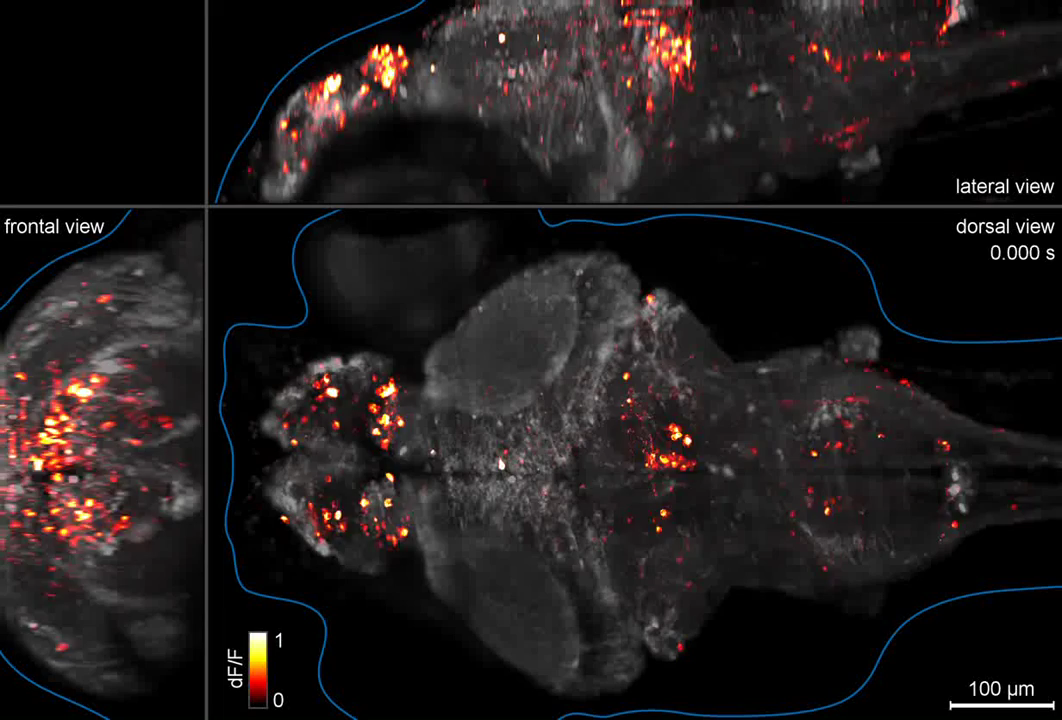 lateral view
frontal view
dorsal view
0.000 s
dF/F
1
0
100 µm